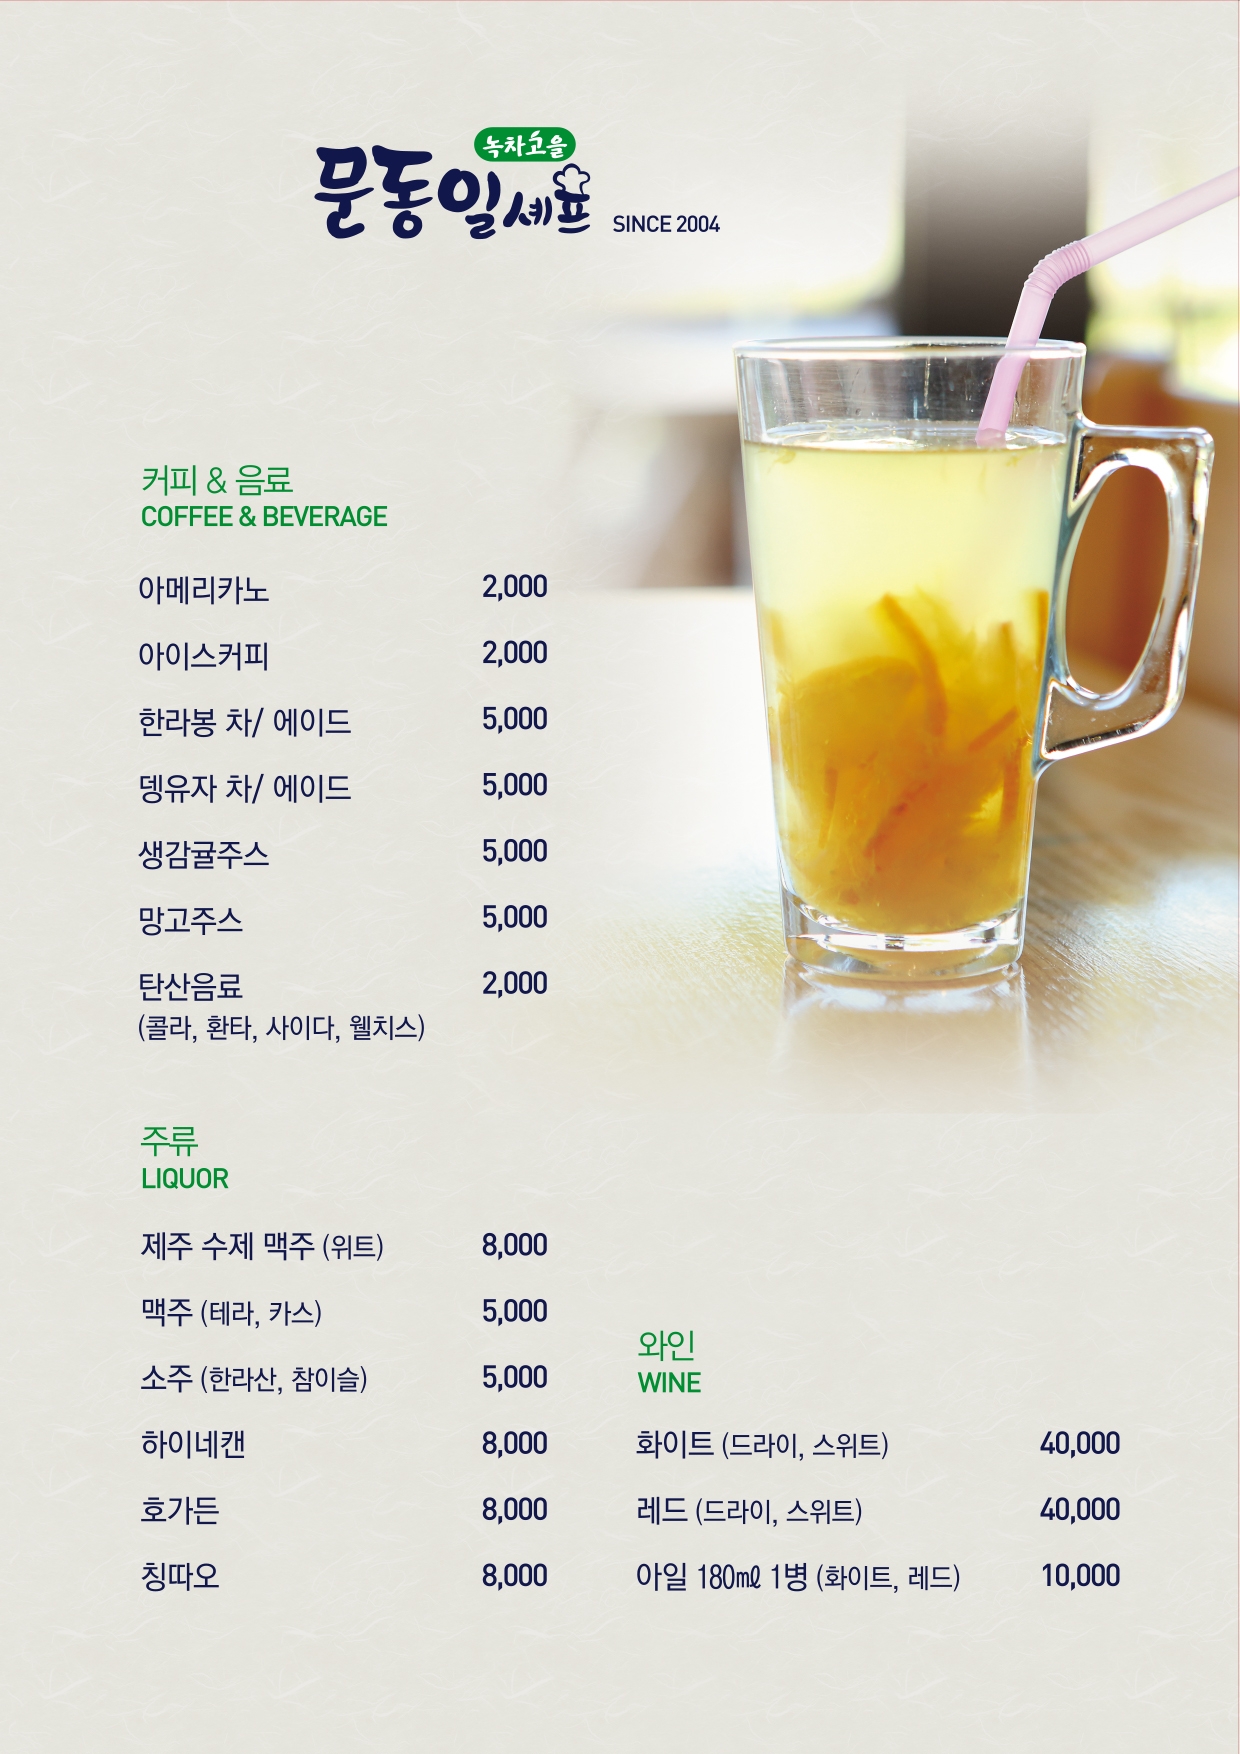 녹차고을
문동일셰프 SINCE 2004
커피 & 음료
COFFEE & BEVERAGE
아메리카노 2,000
아이스커피 2,000
한라봉 차/ 에이드 5,000
뎅유자 차/ 에이드 5,000
생감귤주스 5,000
망고주스 5,000
탄산음료 2,000
(콜라, 환타, 사이다, 웰치스)
주류
LIQUOR
제주 수제 맥주 (위트) 8,000
맥주 (테라, 카스) 5,000
소주 (한라산, 참이슬) 5,000
하이네캔 8,000
호가든 8,000
칭따오 8,000
와인
WINE
화이트 (드라이, 스위트) 40,000
레드 (드라이, 스위트) 40,000
아일 180㎖ 1병 (화이트, 레드) 10,000